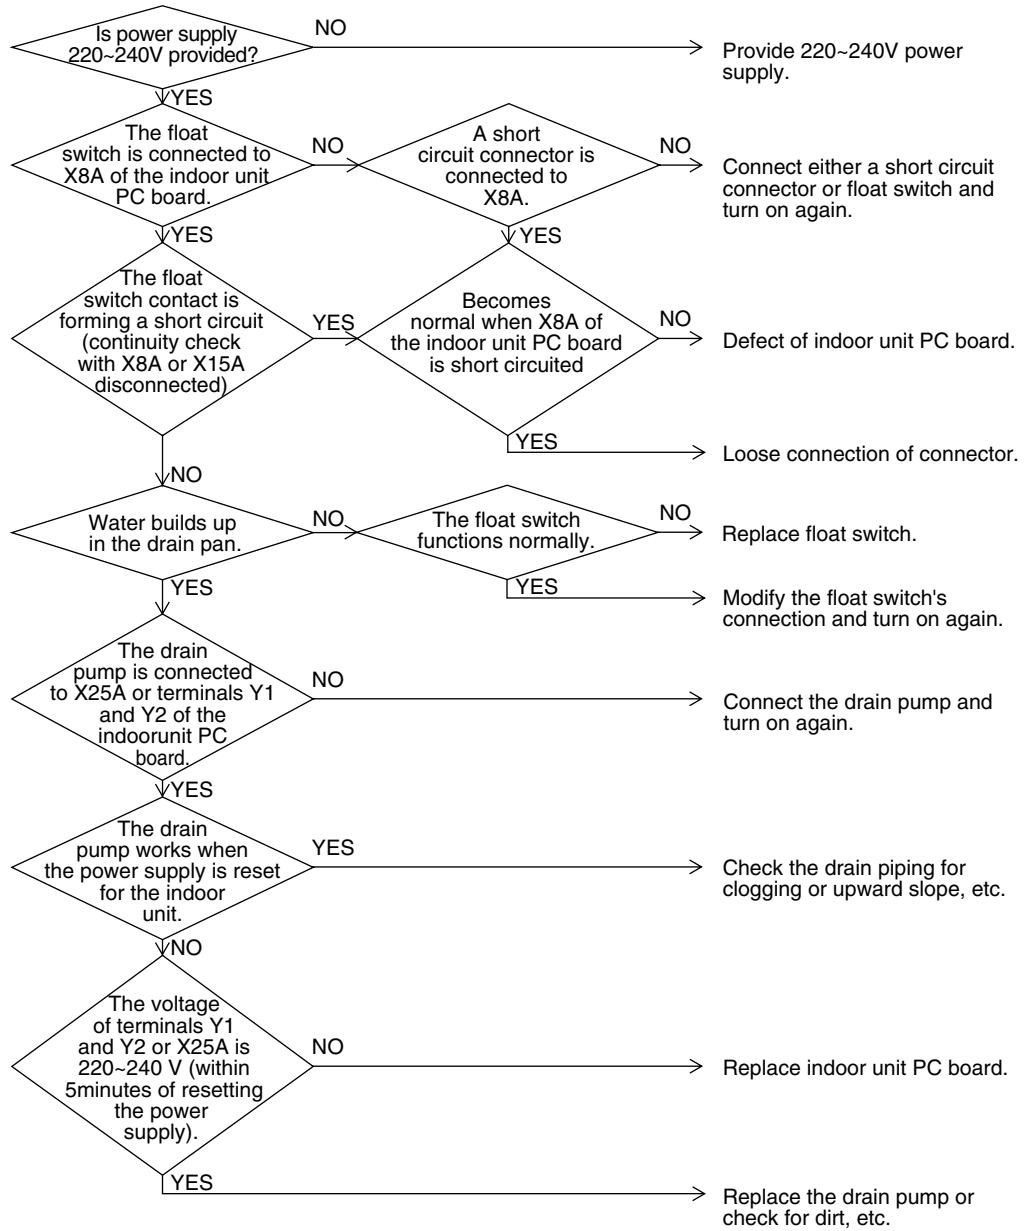 Is power supply
220~240V provided?
NO
Provide 220~240V power
supply.
YES
The float
switch is connected to
X8A of the indoor unit
PC board.
NO
A short
circuit connector is
connected to
X8A.
NO
Connect either a short circuit
connector or float switch and
turn on again.
YES
YES
The float
switch contact is
forming a short circuit
(continuity check
with X8A or X15A
disconnected)
YES
Becomes
normal when X8A of
the indoor unit PC board
is short circuited
NO
Defect of indoor unit PC board.
YES
Loose connection of connector.
NO
Water builds up
in the drain pan.
NO
The float switch
functions normally.
NO
Replace float switch.
YES
Modify the float switch's
connection and turn on again.
YES
The drain
pump is connected
to X25A or terminals Y1
and Y2 of the
indoorunit PC
board.
NO
Connect the drain pump and
turn on again.
YES
The drain
pump works when
the power supply is reset
for the indoor
unit.
YES
Check the drain piping for
clogging or upward slope, etc.
NO
The voltage
of terminals Y1
and Y2 or X25A is
220~240 V (within
5minutes of resetting
the power
supply).
NO
Replace indoor unit PC board.
YES
Replace the drain pump or
check for dirt, etc.